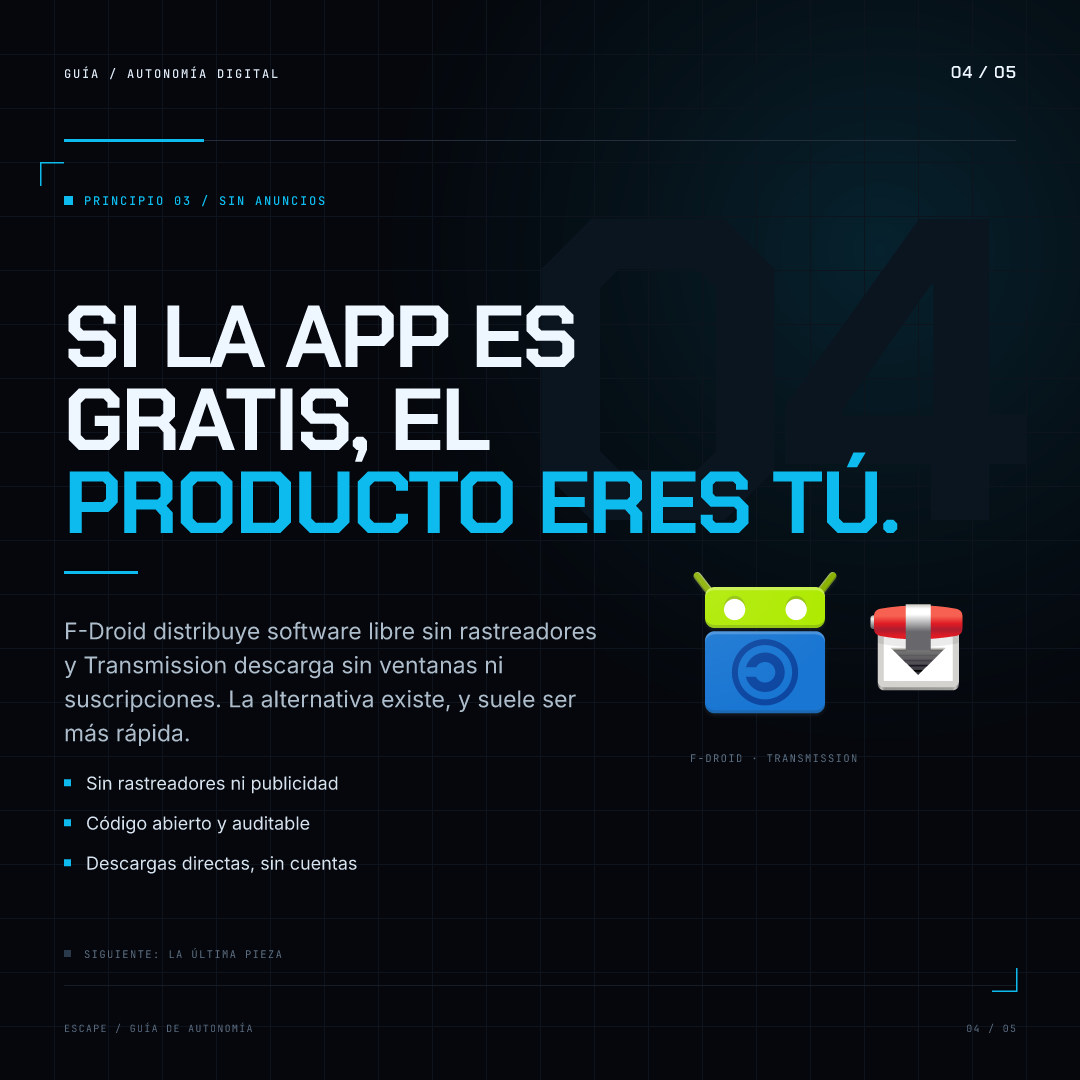 GUÍA / AUTONOMÍA DIGITAL
04 / 05
PRINCIPIO 03 / SIN ANUNCIOS
04
SI LA APP ES
GRATIS, EL
PRODUCTO ERES TÚ.
F-Droid distribuye software libre sin rastreadores
y Transmission descarga sin ventanas ni
suscripciones. La alternativa existe, y suele ser
más rápida.
F-DROID · TRANSMISSION
Sin rastreadores ni publicidad
Código abierto y auditable
Descargas directas, sin cuentas
SIGUIENTE: LA ÚLTIMA PIEZA
ESCAPE / GUÍA DE AUTONOMÍA
04 / 05